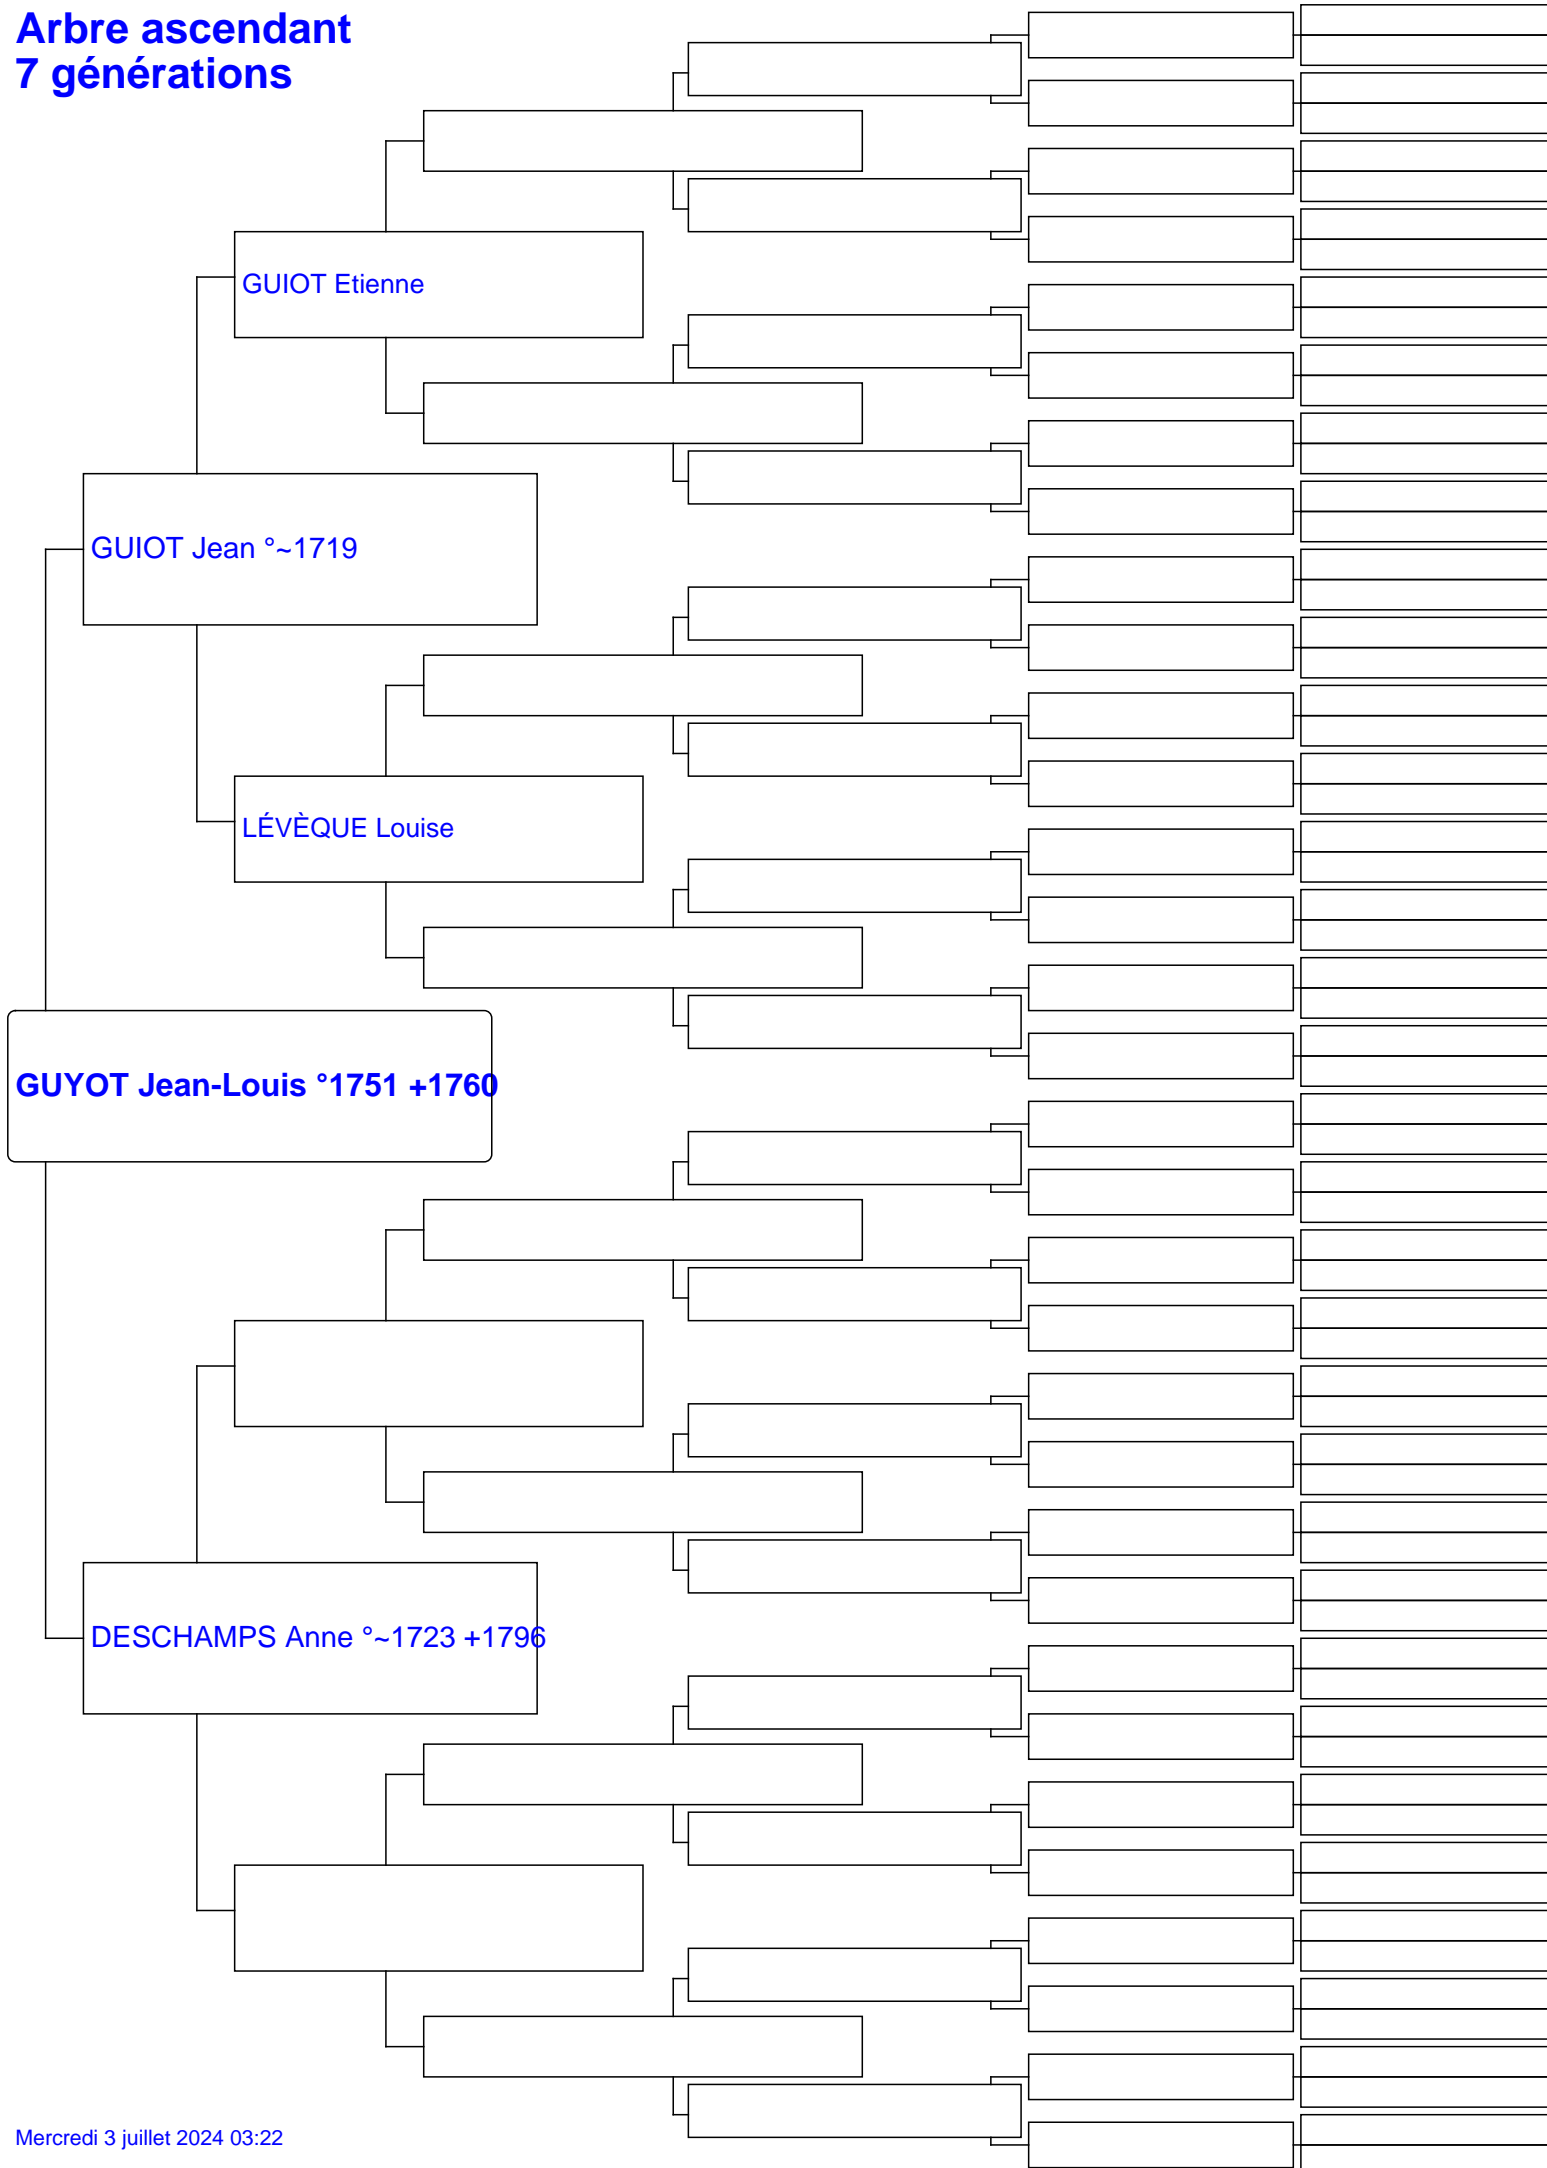 Arbre ascendant
7 générations
GUIOT Etienne
GUIOT Jean °~1719
LÉVÈQUE Louise
GUYOT Jean-Louis °1751 +1760
DESCHAMPS Anne °~1723 +1796
Mercredi 3 juillet 2024 03:22